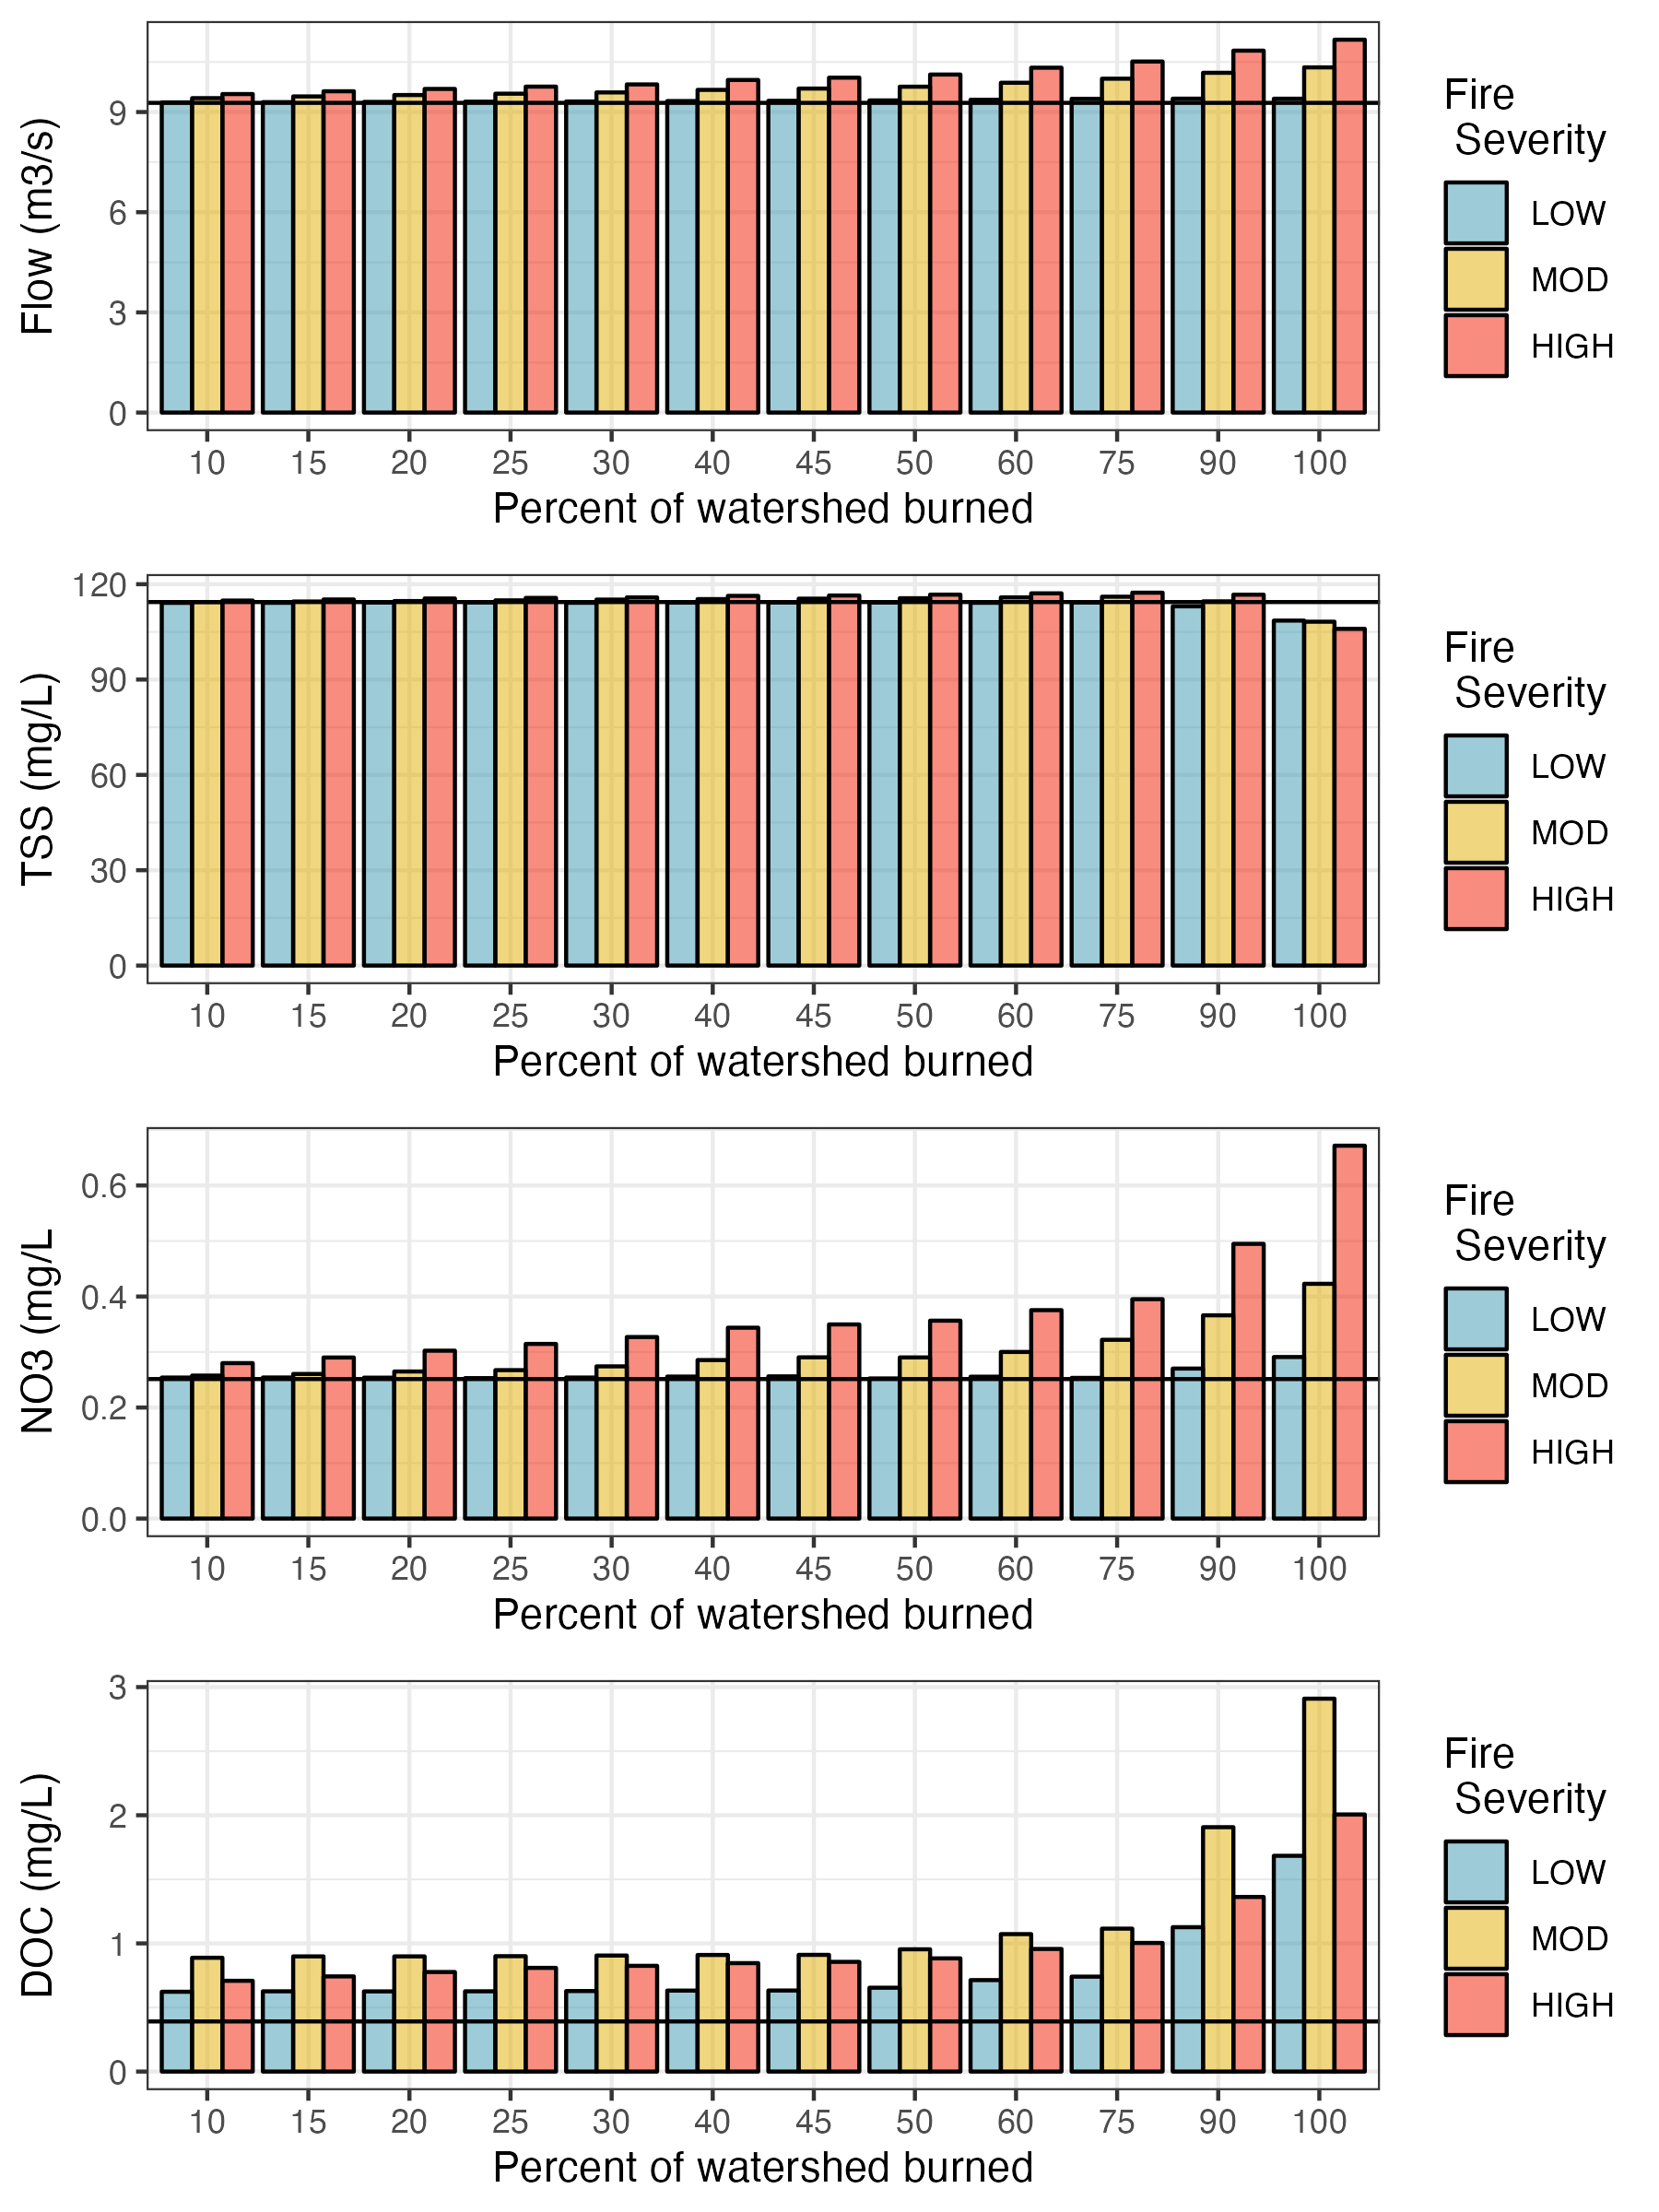 Flow (m3/s)
9
6
3
0
10 15 20 25 30 40 45 50 60 75 90 100
Percent of watershed burned
Fire
Severity
LOW
MOD
HIGH
TSS (mg/L)
120
90
60
30
0
10 15 20 25 30 40 45 50 60 75 90 100
Percent of watershed burned
Fire
Severity
LOW
MOD
HIGH
NO3 (mg/L
0.6
0.4
0.2
0.0
10 15 20 25 30 40 45 50 60 75 90 100
Percent of watershed burned
Fire
Severity
LOW
MOD
HIGH
DOC (mg/L)
3
2
1
0
10 15 20 25 30 40 45 50 60 75 90 100
Percent of watershed burned
Fire
Severity
LOW
MOD
HIGH